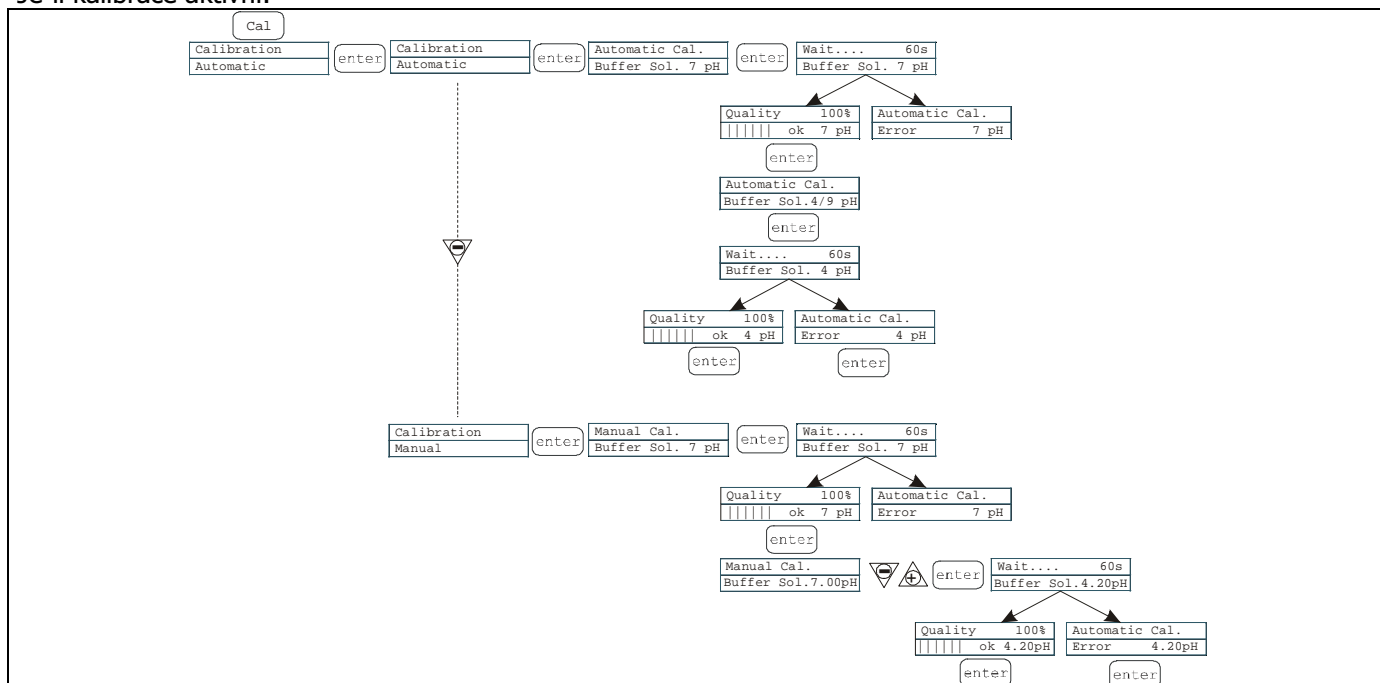 Je-li kalibrace aktivní:
Cal
Calibration
Automatic
enter
Calibration
Automatic
enter
Automatic Cal.
Buffer Sol. 7 pH
enter
Wait.... 60s
Buffer Sol. 7 pH
Quality 100%
|||||| ok 7 pH
Automatic Cal.
Error 7 pH
enter
Automatic Cal.
Buffer Sol.4/9 pH
enter
Wait.... 60s
Buffer Sol. 4 pH
Quality 100%
|||||| ok 4 pH
Automatic Cal.
Error 4 pH
enter
enter
Calibration
Manual
enter
Manual Cal.
Buffer Sol. 7 pH
enter
Wait.... 60s
Buffer Sol. 7 pH
Quality 100%
|||||| ok 7 pH
Automatic Cal.
Error 7 pH
enter
Manual Cal.
Buffer Sol.7.00pH
enter
Wait.... 60s
Buffer Sol.4.20pH
Quality 100%
|||||| ok 4.20pH
Automatic Cal.
Error 4.20pH
enter
enter